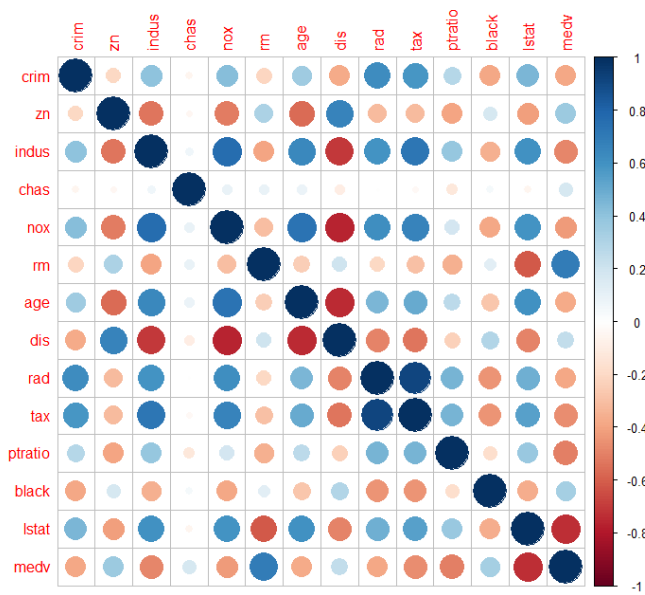 crim zn indus chas nox rm age dis rad tax ptratio black lstat medv
crim
zn
indus
chas
nox
rm
age
dis
rad
tax
ptratio
black
lstat
medv
1
0.8
0.6
0.4
0.2
0
-0.2
-0.4
-0.6
-0.8
-1